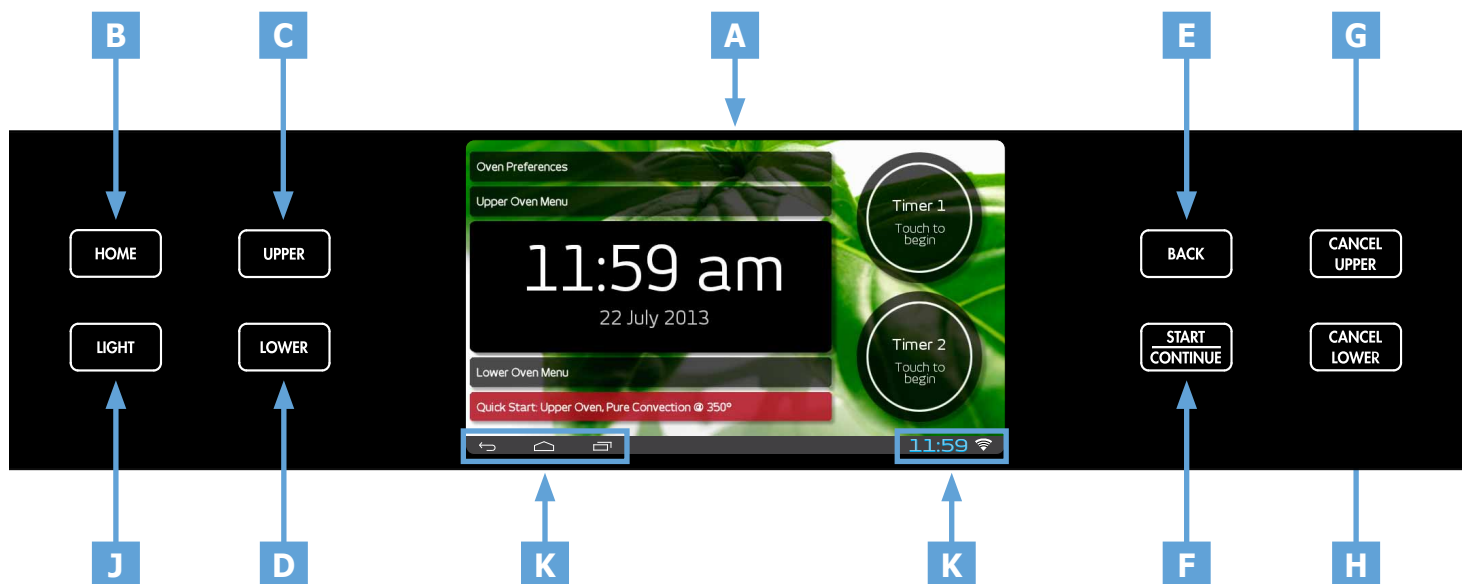 B
C
A
E
G
HOME
UPPER
LIGHT
LOWER
Oven Preferences
Upper Oven Menu
11:59 am
22 July 2013
Lower Oven Menu
Quick Start: Upper Oven, Pure Convection @ 350°
Timer 1
Touch to
begin
Timer 2
Touch to
begin
11:59
BACK
CANCEL
UPPER
START
CONTINUE
CANCEL
LOWER
J
D
K
K
F
H